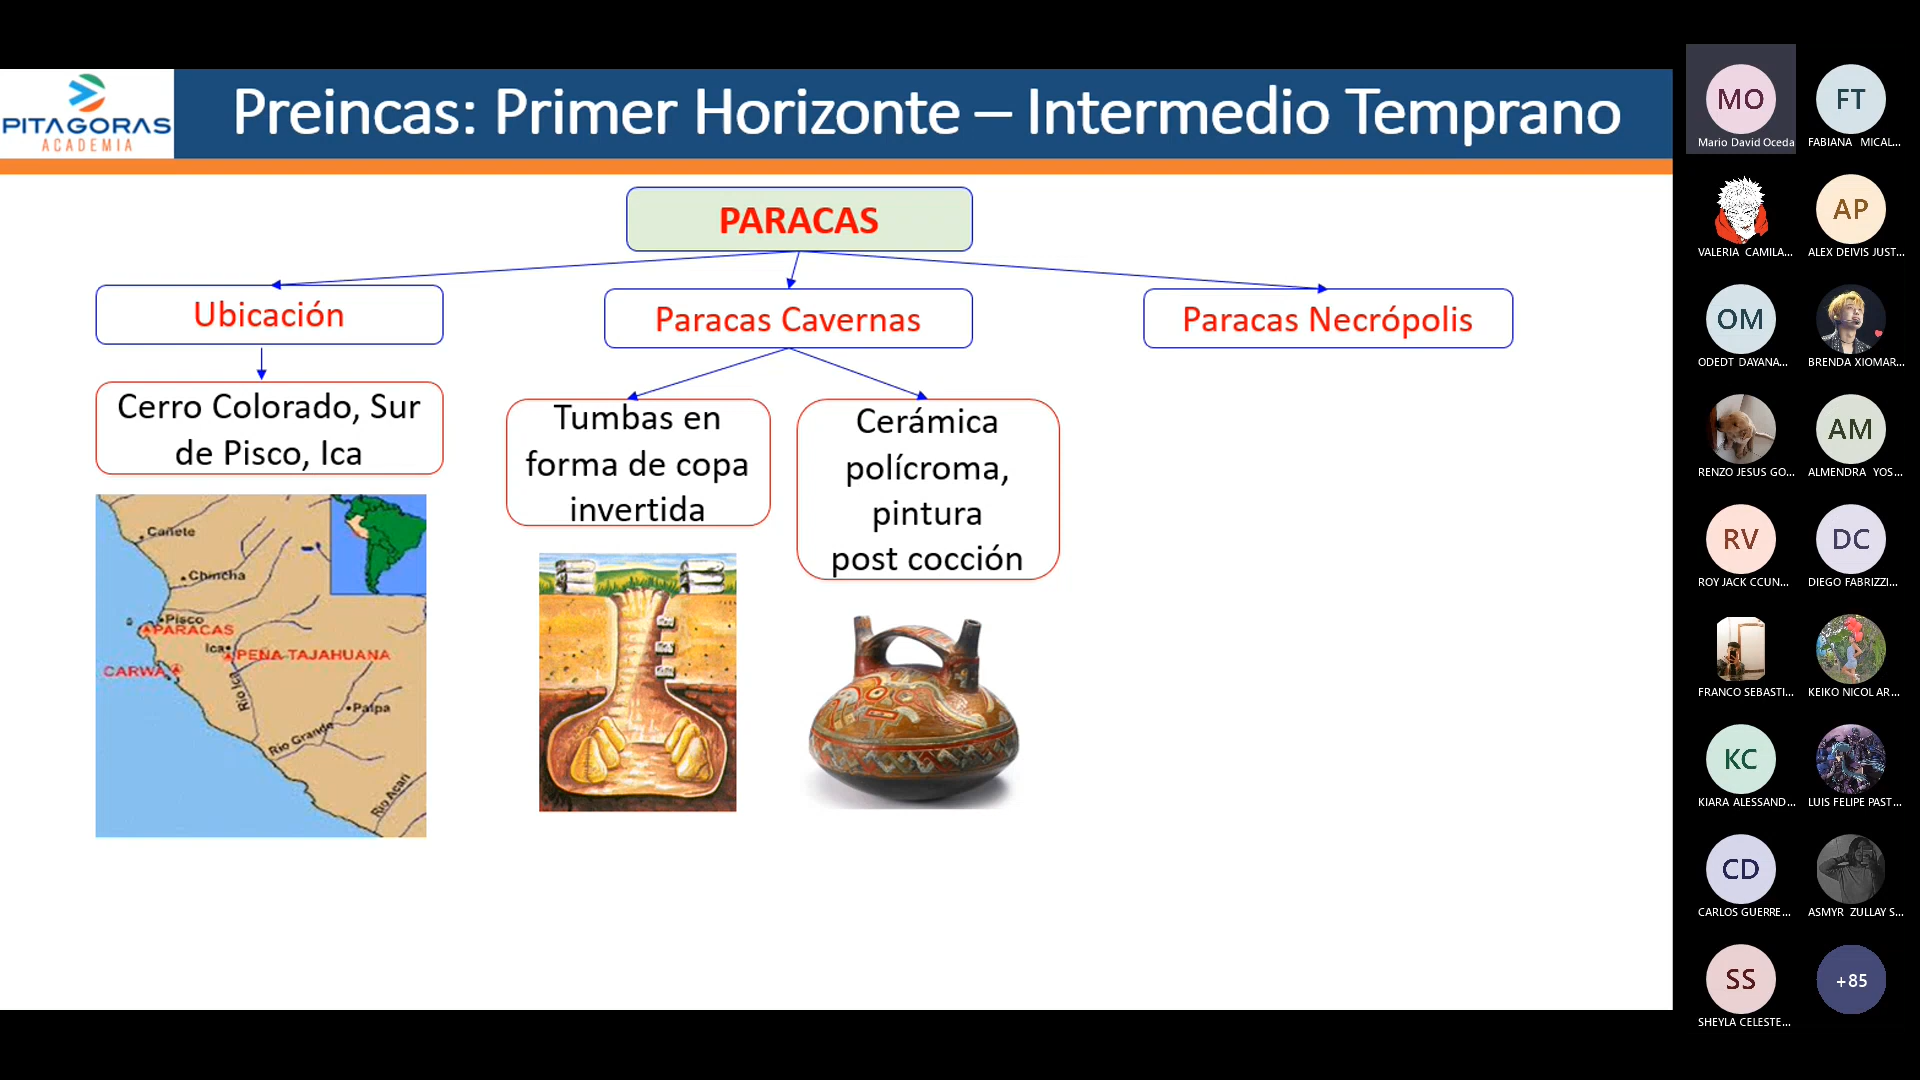 PITAGORAS
ACADEMIA
Preincas: Primer Horizonte – Intermedio Temprano
PARACAS
Ubicación
Paracas Cavernas
Paracas Necrópolis
Cerro Colorado, Sur
de Pisco, Ica
Tumbas en
forma de copa
invertida
Cerámica
polícroma,
pintura
post cocción
Cañete
Chincha
Pisco
PARACAS
Ica
PEÑA TAJAHUANA
CARWA
Rio Ica
Palpa
Rio Grande
Rio Acari
MO
Mario David Oceda
FT
FABIANA MICAL...
VALERIA CAMILA...
AP
ALEX DEIVIS JUST...
OM
ODEDT DAYANA...
BRENDA XIOMAR...
RENZO JESUS GO...
AM
ALMENDRA YOS...
RV
ROY JACK CCUN...
DC
DIEGO FABRIZZI...
FRANCO SEBASTI...
KEIKO NICOL AR...
KC
KIARA ALESSAND...
LUIS FELIPE PAST...
CD
CARLOS GUERRE...
ASMYR ZULLAY S...
SS
SHEYLA CELESTE...
+85